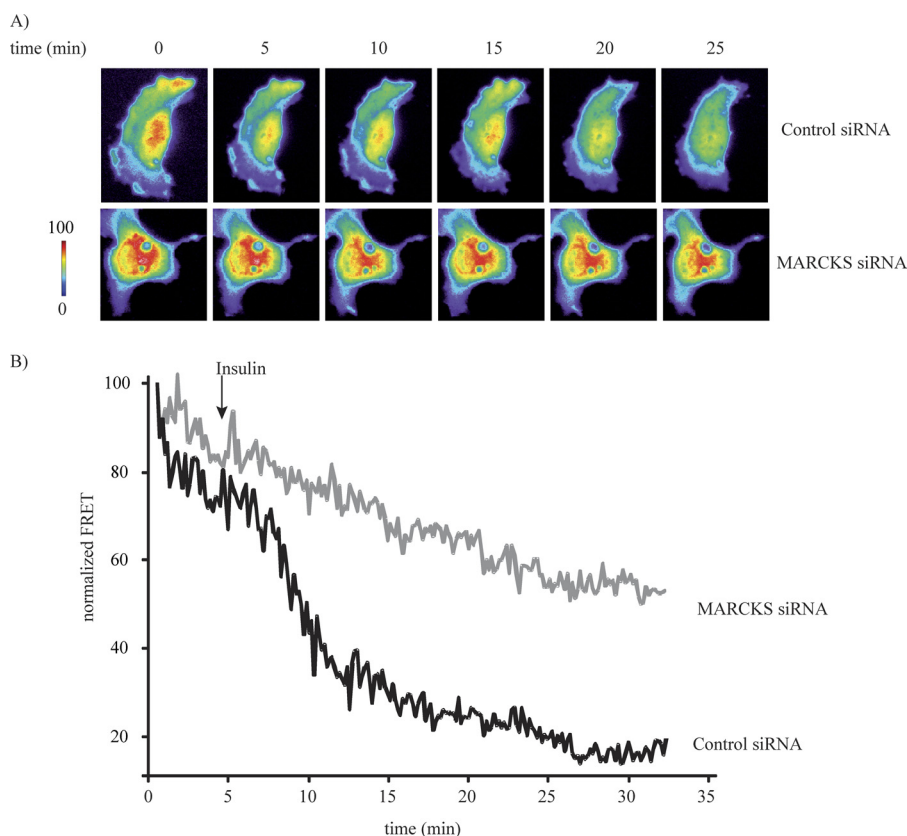 A)
time (min) 0 5 10 15 20 25
Control siRNA
100
0
MARCKS siRNA
B)
Insulin
100
80
60
40
20
normalized FRET
MARCKS siRNA
Control siRNA
0 5 10 15 20 25 30 35
time (min)